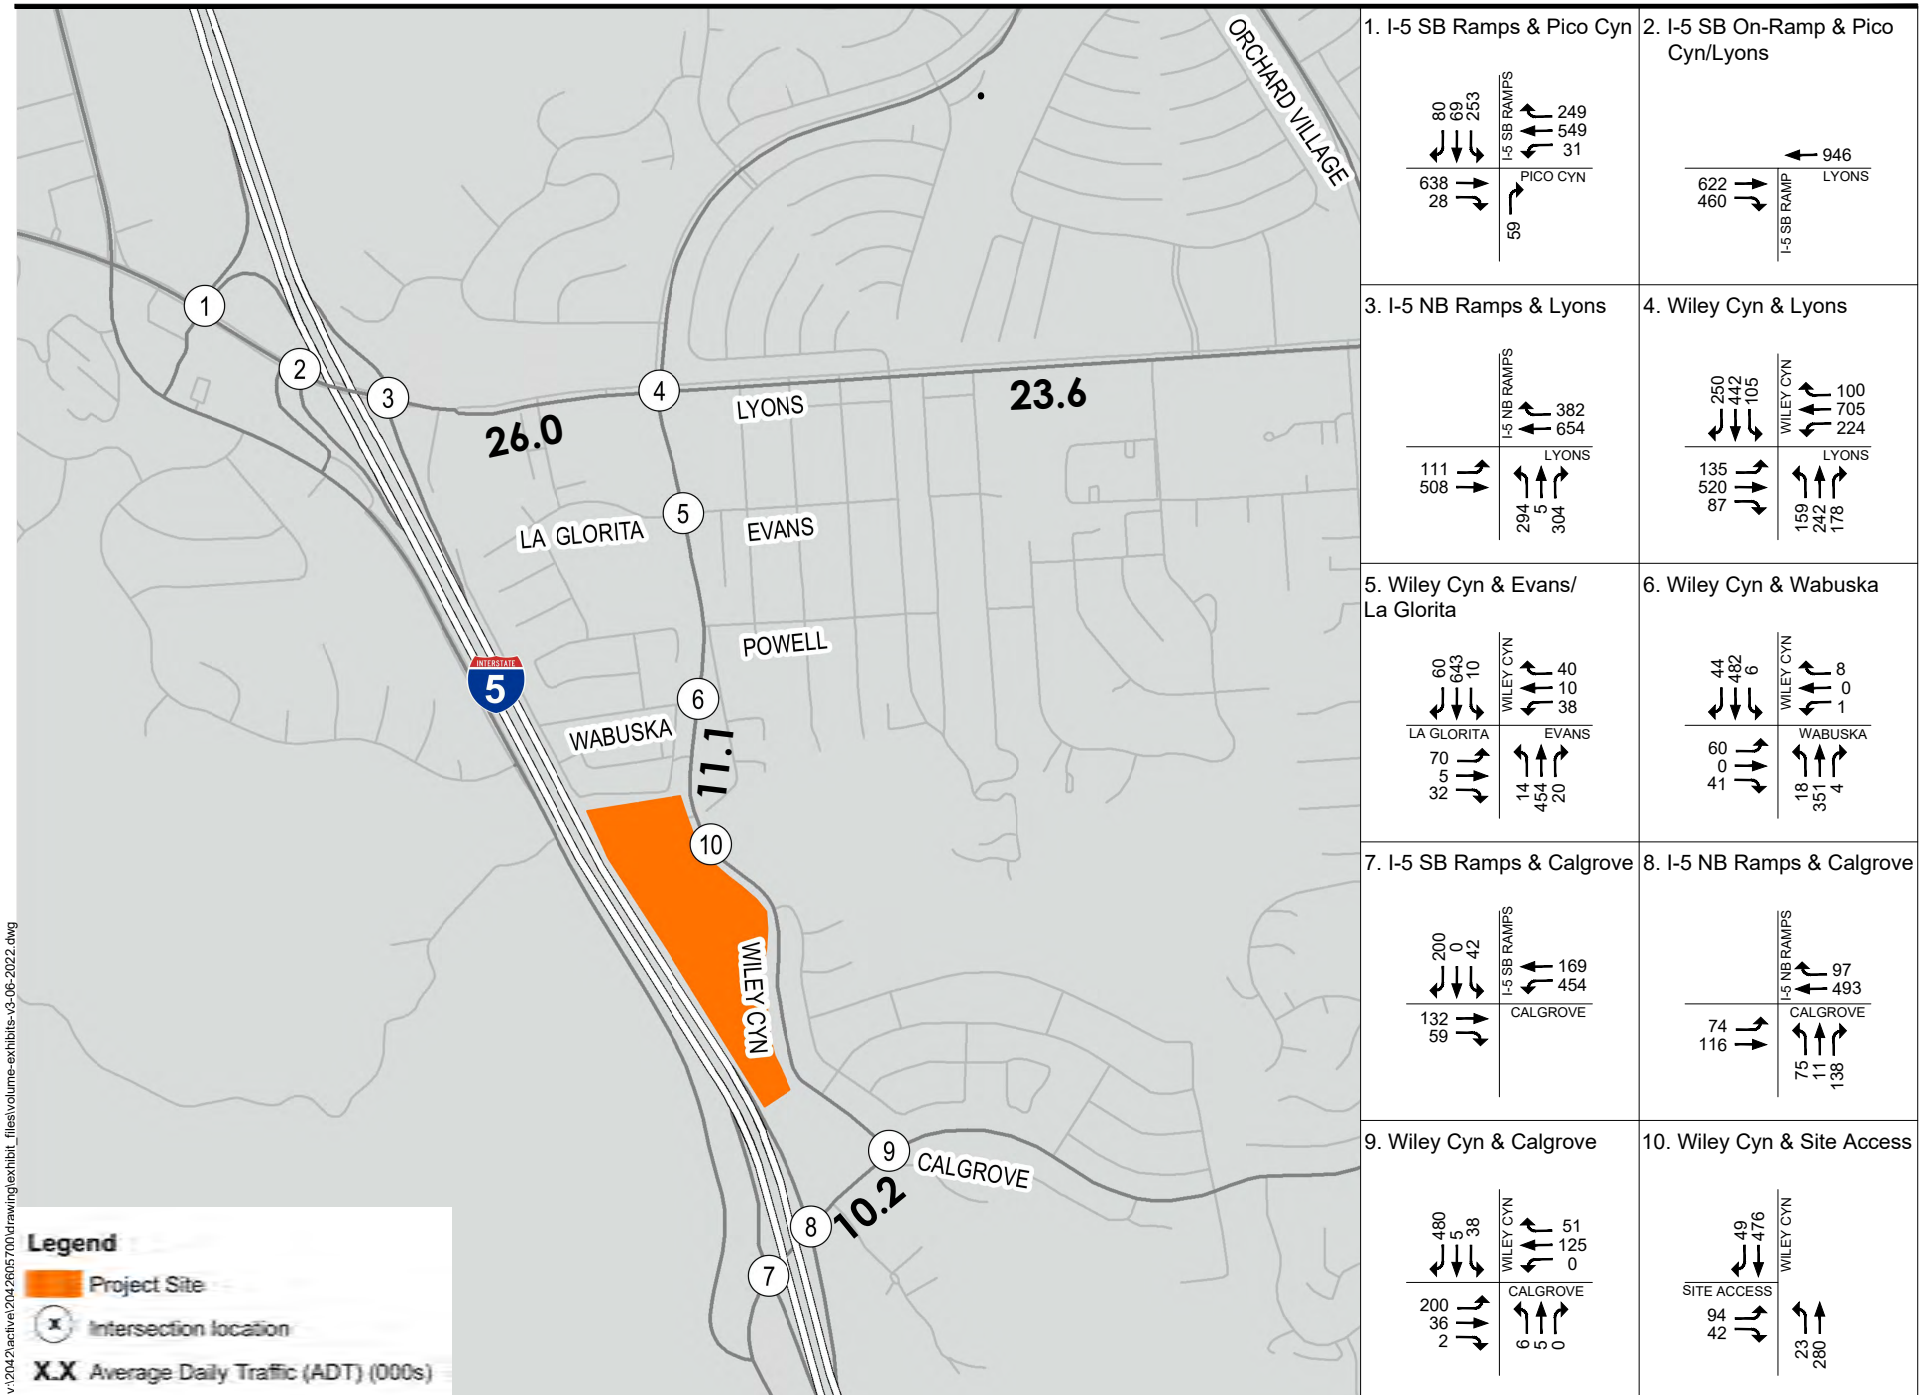 ORCHARD VILLAGE
1
2
3
4
LYONS
23.6
26.0
5
LA GLORITA
EVANS
POWELL
INTERSTATE
5
6
WABUSKA
11.1
10
WILEY CYN
9
CALGROVE
10.2
8
7
Legend
Project Site
x Intersection location
X.X Average Daily Traffic (ADT) (000s)
v:\2042\active\2042605700\drawing\exhibit_files\volume-exhibits-v3-06-2022.dwg
1. I-5 SB Ramps & Pico Cyn
80 69 253
I-5 SB RAMPS
249
549
31
PICO CYN
638
28
59
2. I-5 SB On-Ramp & Pico
Cyn/Lyons
946
LYONS
622
460
I-5 SB RAMP
3. I-5 NB Ramps & Lyons
I-5 NB RAMPS
382
654
LYONS
111
508
294 5 304
4. Wiley Cyn & Lyons
250 442 105
WILEY CYN
100
705
224
LYONS
135
520
87
159 242 178
5. Wiley Cyn & Evans/
La Glorita
60 643 10
WILEY CYN
40
10
38
LA GLORITA
EVANS
70
5
32
14 454 20
6. Wiley Cyn & Wabuska
44 482 6
WILEY CYN
8
0
1
WABUSKA
60
0
41
18 351 4
7. I-5 SB Ramps & Calgrove
200 0 42
I-5 SB RAMPS
169
454
CALGROVE
132
59
8. I-5 NB Ramps & Calgrove
I-5 NB RAMPS
97
493
CALGROVE
74
116
75 11 138
9. Wiley Cyn & Calgrove
480 5 38
WILEY CYN
51
125
0
CALGROVE
200
36
2
6 5 0
10. Wiley Cyn & Site Access
49 476
WILEY CYN
SITE ACCESS
94
42
23 280